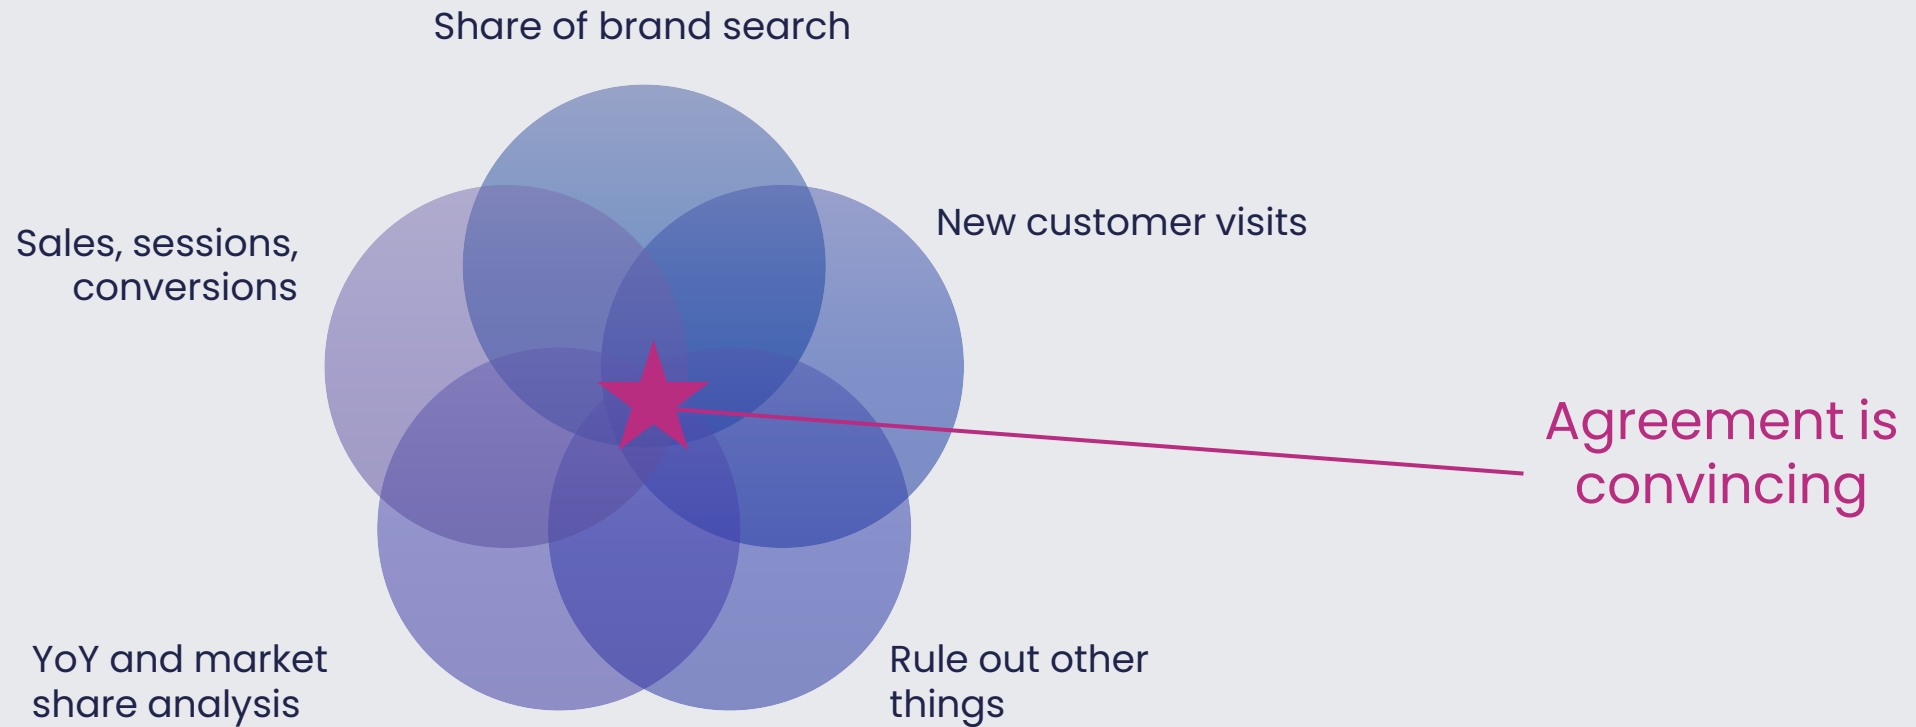 Share of brand search
New customer visits
Sales, sessions,
conversions
Agreement is
convincing
YoY and market
share analysis
Rule out other
things